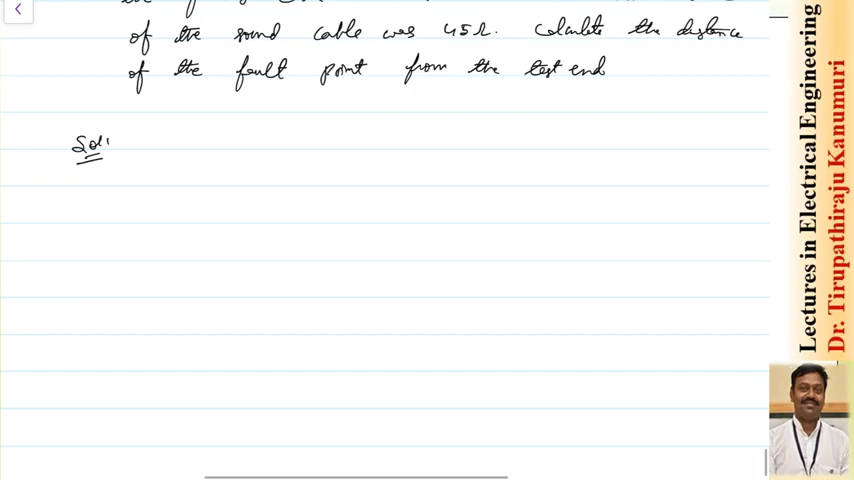 of the sound cable was 45Ω. Calculate the distance
of the fault point from the test end
Sol:
Lectures in Electrical Engineering
Dr. Tirupathiraju Kanumuri